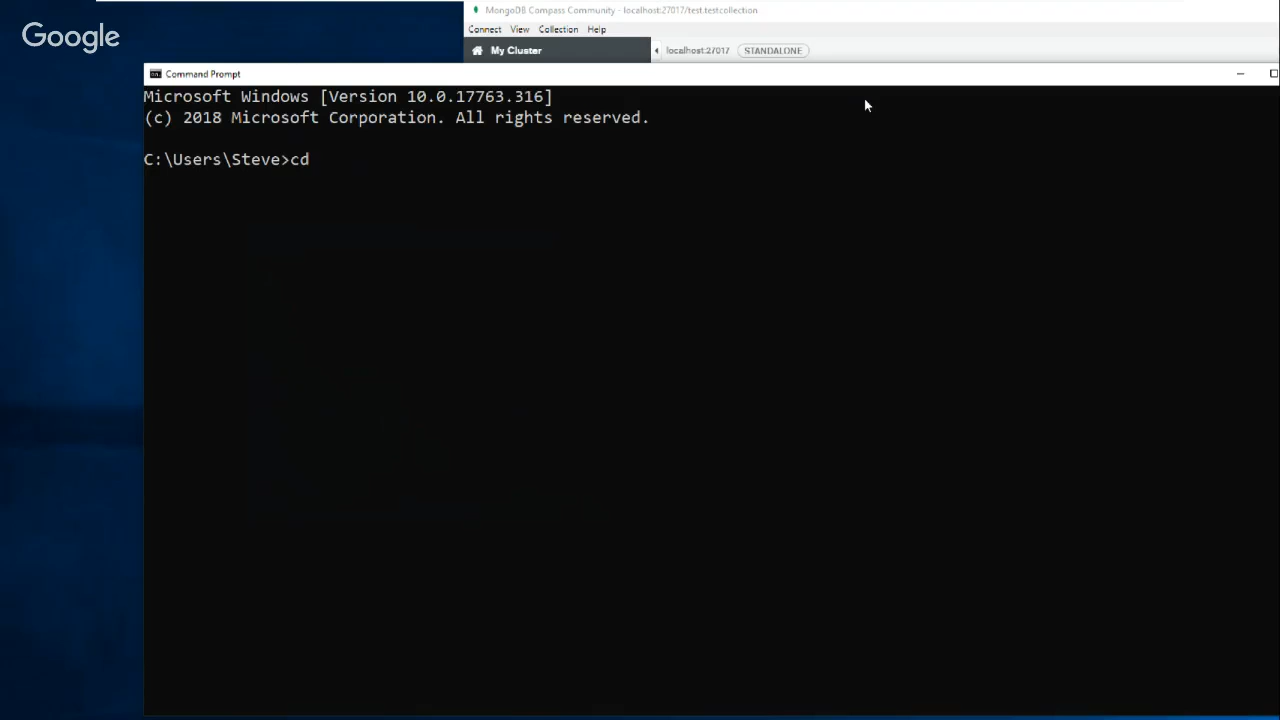 Google
MongoDB Compass Community - localhost:27017/test.testcollection
Connect View Collection Help
My Cluster
localhost:27017 STANDALONE
Command Prompt
Microsoft Windows [Version 10.0.17763.316]
(c) 2018 Microsoft Corporation. All rights reserved.
C:\Users\Steve>cd